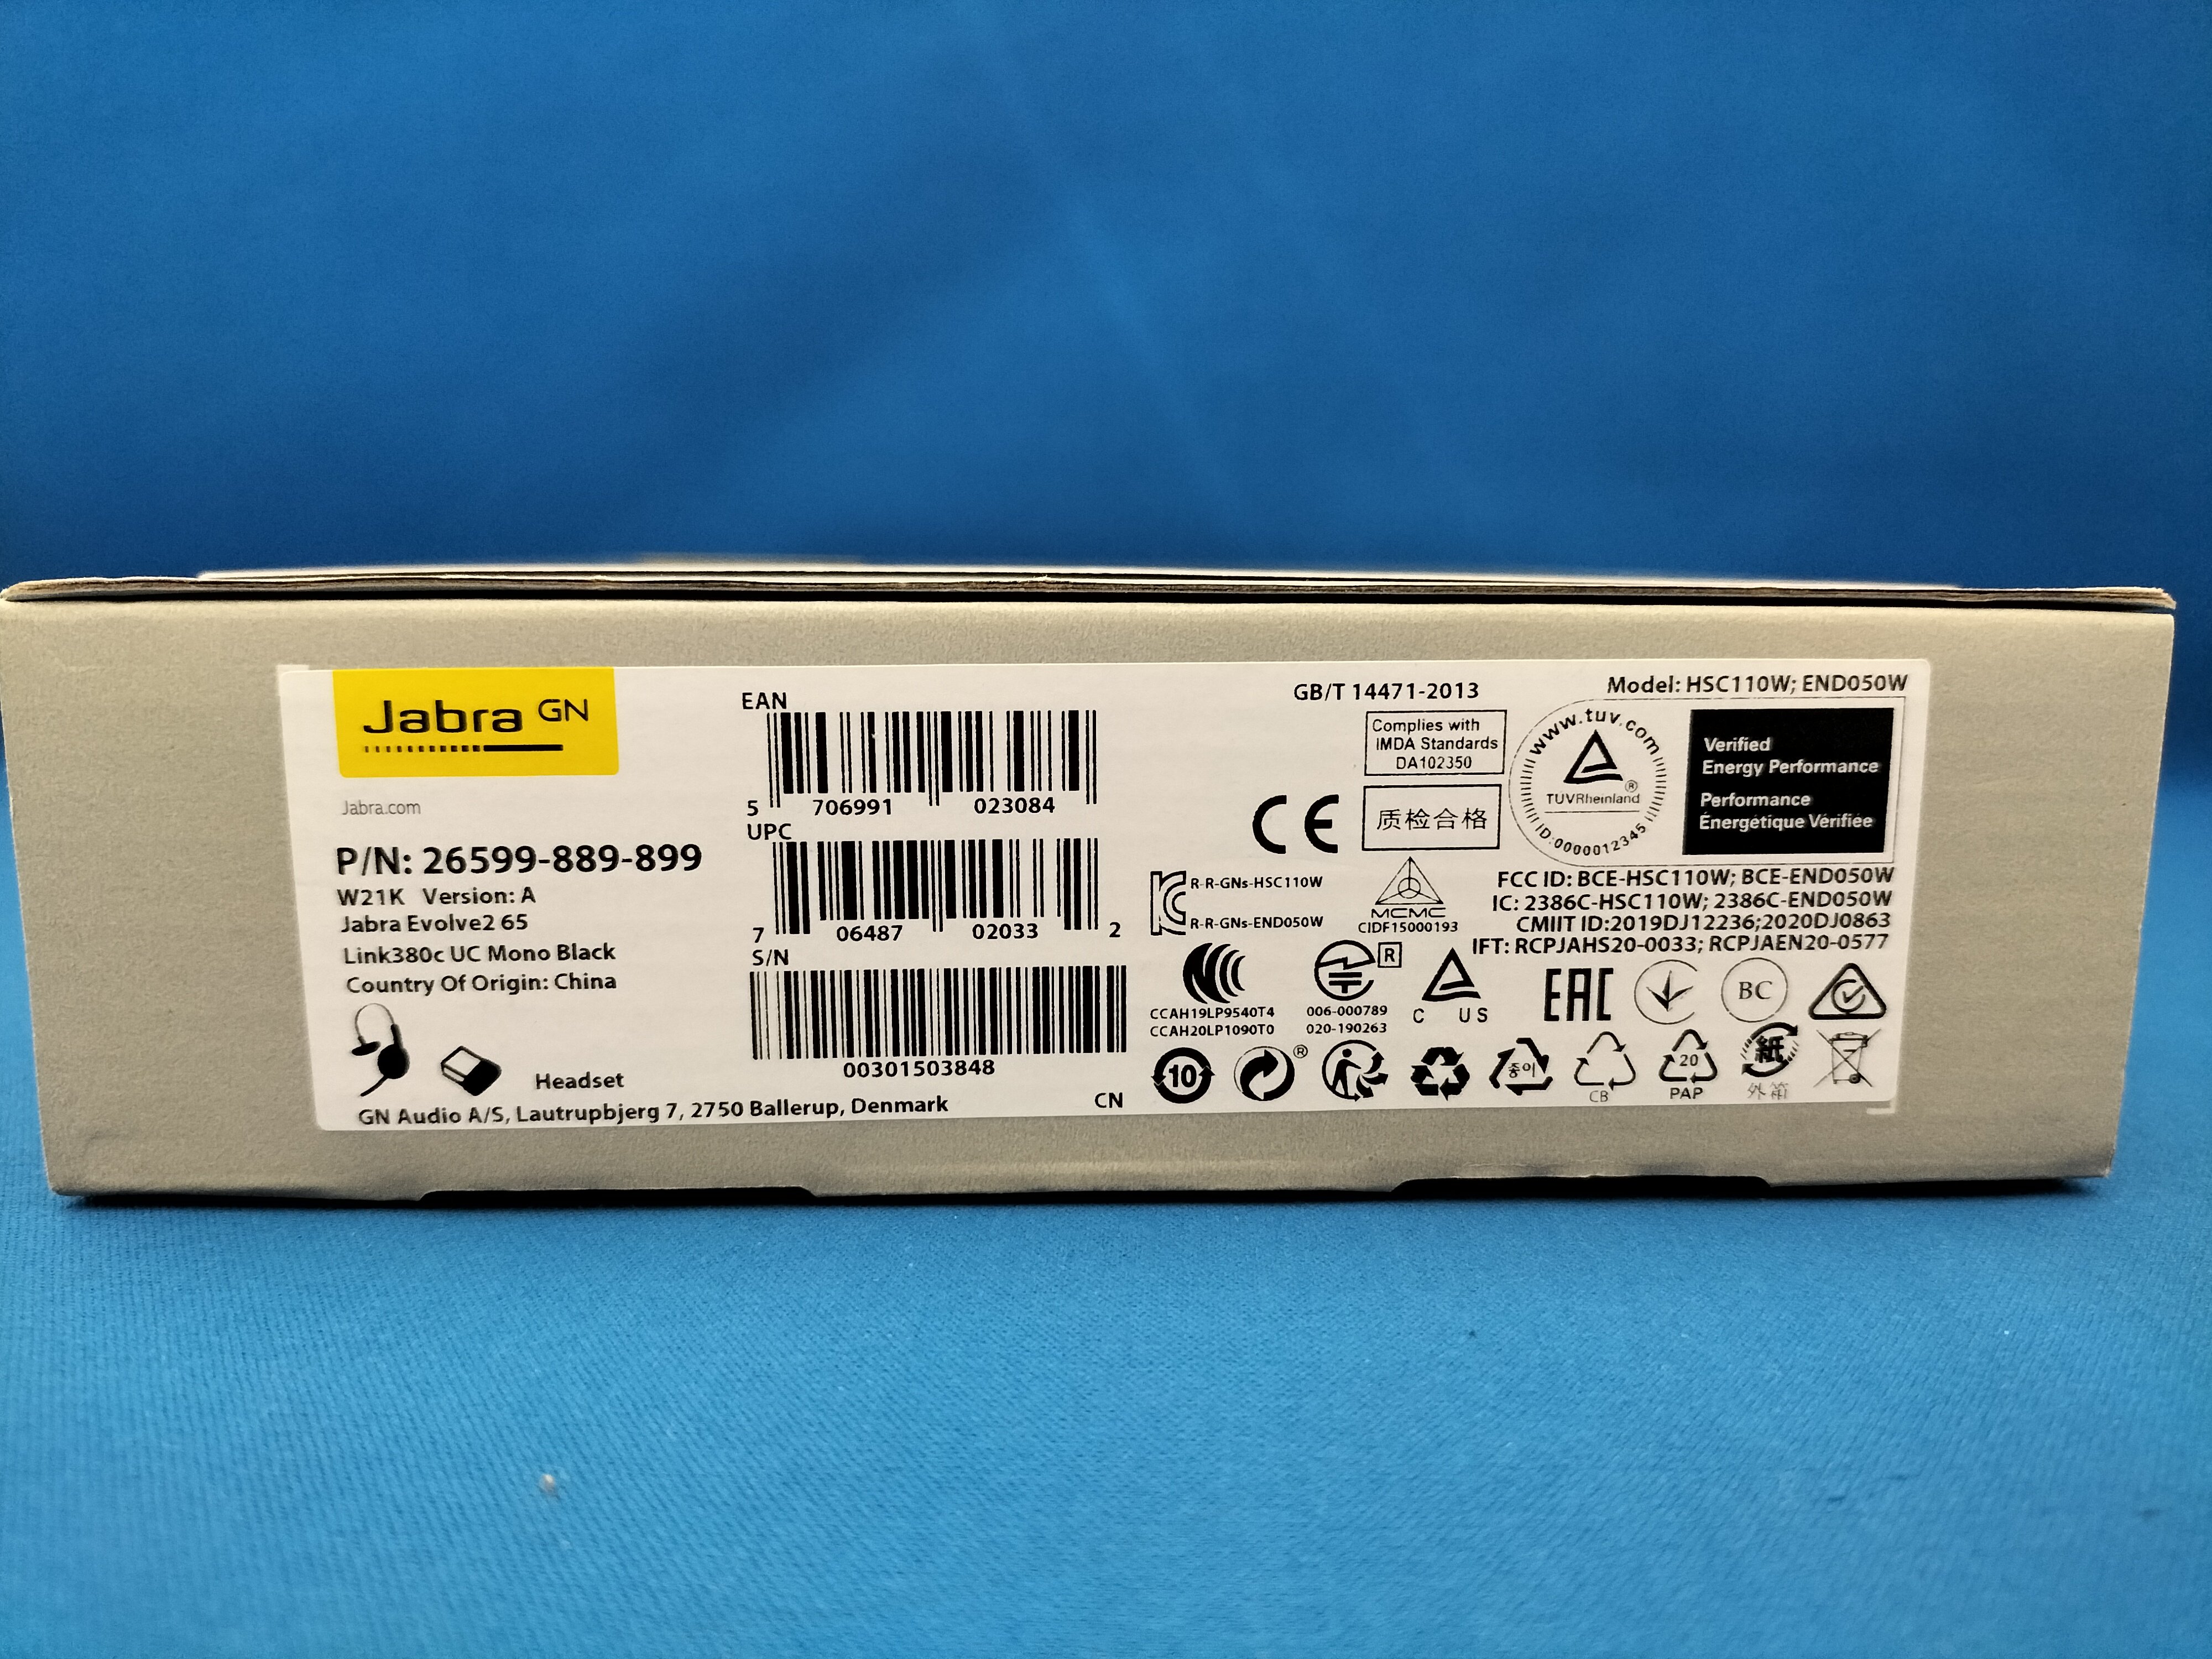 Jabra GN
Jabra.com
P/N: 26599-889-899
W21K Version: A
Jabra Evolve2 65
Link380c UC Mono Black
Country Of Origin: China
Headset
GN Audio A/S, Lautrupbjerg 7, 2750 Ballerup, Denmark
EAN
5 706991 023084
UPC
7 06487 02033 2
S/N
00301503848
CN
GB/T 14471-2013
Model: HSC110W; END050W
Complies with
IMDA Standards
DA102350
质检合格
CE
www.tuv.com
TÜVRheinland®
ID:0000012345
Verified
Energy Performance
Performance
Énergétique Vérifiée
R-R-GNs-HSC110W
R-R-GNs-END050W
MCMC
CIDF15000193
FCC ID: BCE-HSC110W; BCE-END050W
IC: 2386C-HSC110W; 2386C-END050W
CMIIT ID:2019DJ12236;2020DJ0863
IFT: RCPJAHS20-0033; RCPJAEN20-0577
CCAH19LP9540T4
CCAH20LP1090T0
R
006-000789
020-190263
C US
EAC
BC
10
®
종이
CB
20
PAP
紙
外箱